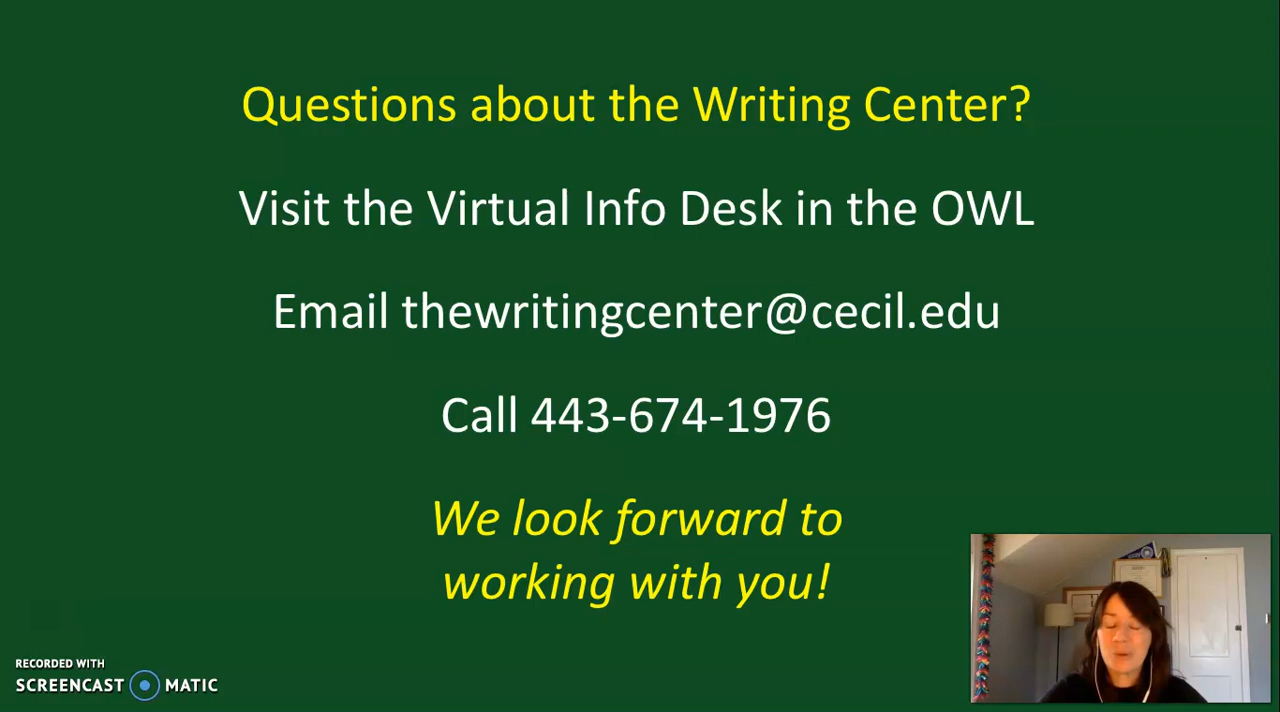 Questions about the Writing Center?
Visit the Virtual Info Desk in the OWL
Email thewritingcenter@cecil.edu
Call 443-674-1976
We look forward to
working with you!
RECORDED WITH
SCREENCAST MATIC